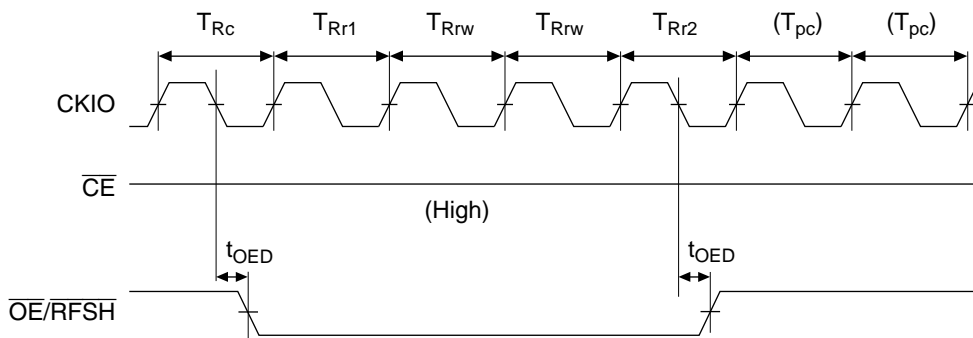 TRc TRr1 TRrw TRrw TRr2 (Tpc) (Tpc)
CKIO
CE
(High)
tOED tOED
OE/RFSH